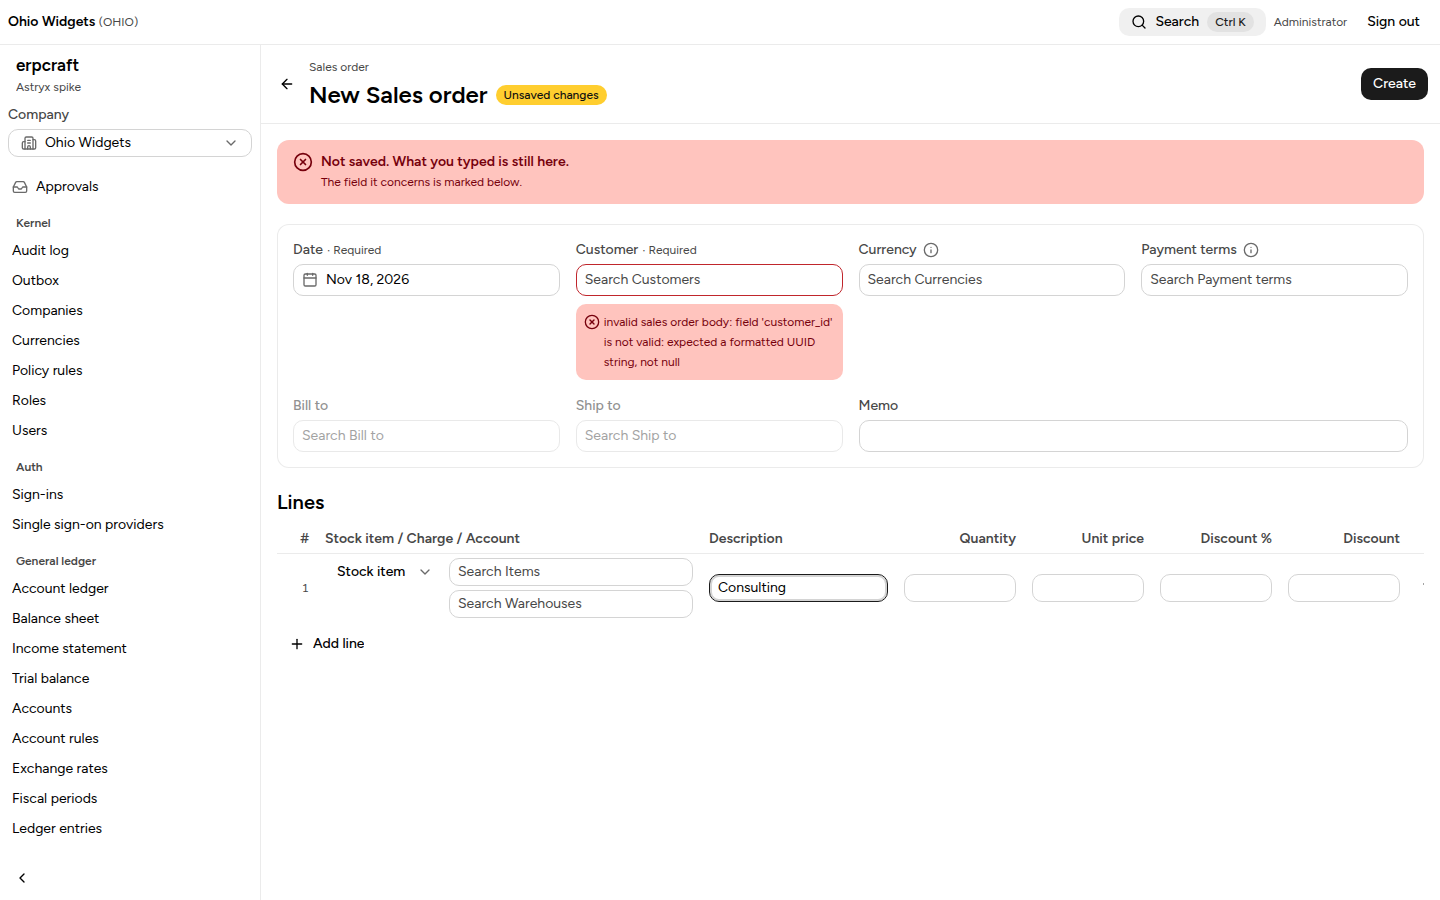 Ohio Widgets (OHIO)
Search Ctrl K
Administrator
Sign out
erpcraft
Astryx spike
Company
Ohio Widgets
Approvals
Kernel
Audit log
Outbox
Companies
Currencies
Policy rules
Roles
Users
Auth
Sign-ins
Single sign-on providers
General ledger
Account ledger
Balance sheet
Income statement
Trial balance
Accounts
Account rules
Exchange rates
Fiscal periods
Ledger entries
Sales order
New Sales order Unsaved changes
Create
Not saved. What you typed is still here.
The field it concerns is marked below.
Date · Required
Nov 18, 2026
Customer · Required
Search Customers
invalid sales order body: field 'customer_id'
is not valid: expected a formatted UUID
string, not null
Currency
Search Currencies
Payment terms
Search Payment terms
Bill to
Search Bill to
Ship to
Search Ship to
Memo
Lines
# Stock item / Charge / Account Description Quantity Unit price Discount % Discount
1 Stock item Search Items
Search Warehouses
Consulting
Add line